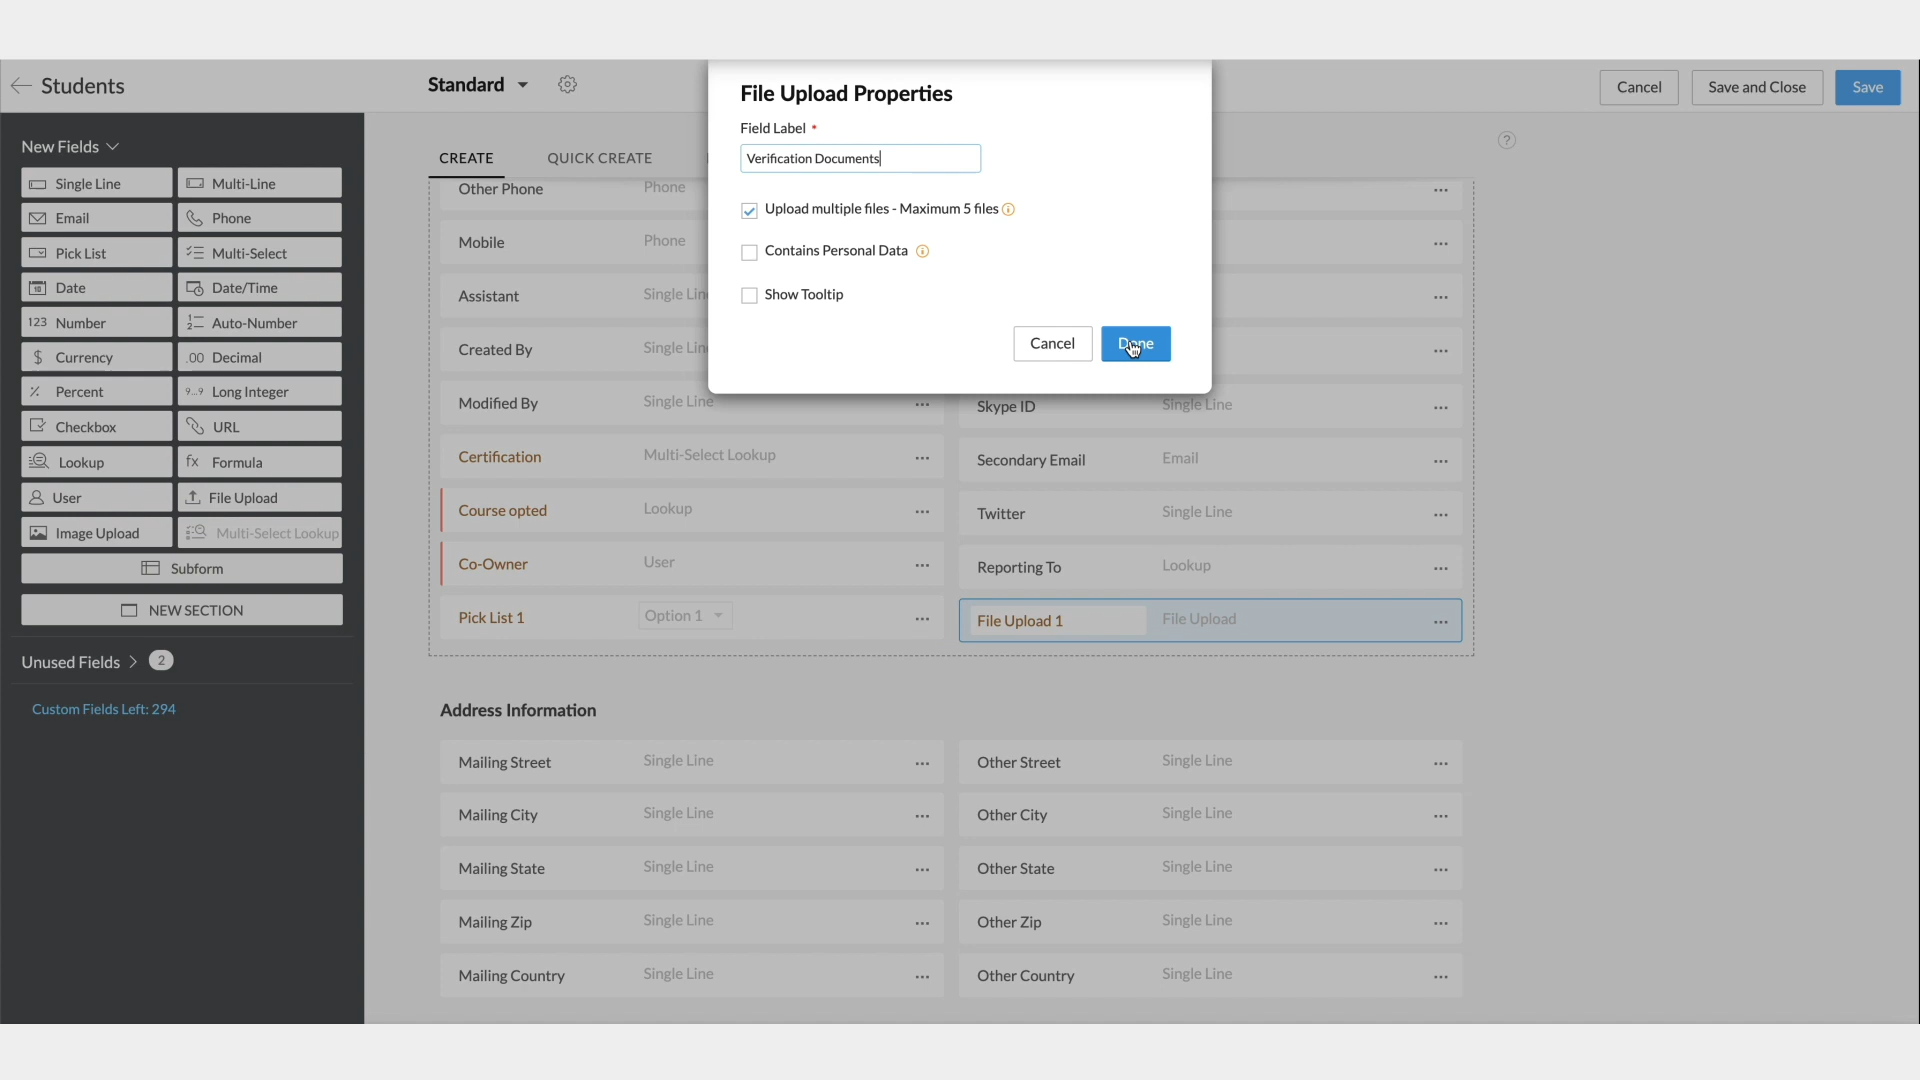 Students
Standard
Cancel
Save and Close
Save
New Fields
Single Line
Multi-Line
Email
Phone
Pick List
Multi-Select
Date
Date/Time
123 Number
Auto-Number
$ Currency
.00 Decimal
% Percent
9...9 Long Integer
Checkbox
URL
Lookup
fx Formula
User
File Upload
Image Upload
Multi-Select Lookup
Subform
NEW SECTION
Unused Fields > 2
Custom Fields Left: 294
CREATE
QUICK CREATE
File Upload Properties
Field Label *
Verification Documents
Upload multiple files - Maximum 5 files
Contains Personal Data
Show Tooltip
Cancel
Done
?
Other Phone Phone
Mobile Phone
Assistant Single Lin
Created By Single Lin
Modified By Single Line
Skype ID Single Line
Certification Multi-Select Lookup
Secondary Email Email
Course opted Lookup
Twitter Single Line
Co-Owner User
Reporting To Lookup
Pick List 1 Option 1
File Upload 1 File Upload
Address Information
Mailing Street Single Line
Other Street Single Line
Mailing City Single Line
Other City Single Line
Mailing State Single Line
Other State Single Line
Mailing Zip Single Line
Other Zip Single Line
Mailing Country Single Line
Other Country Single Line